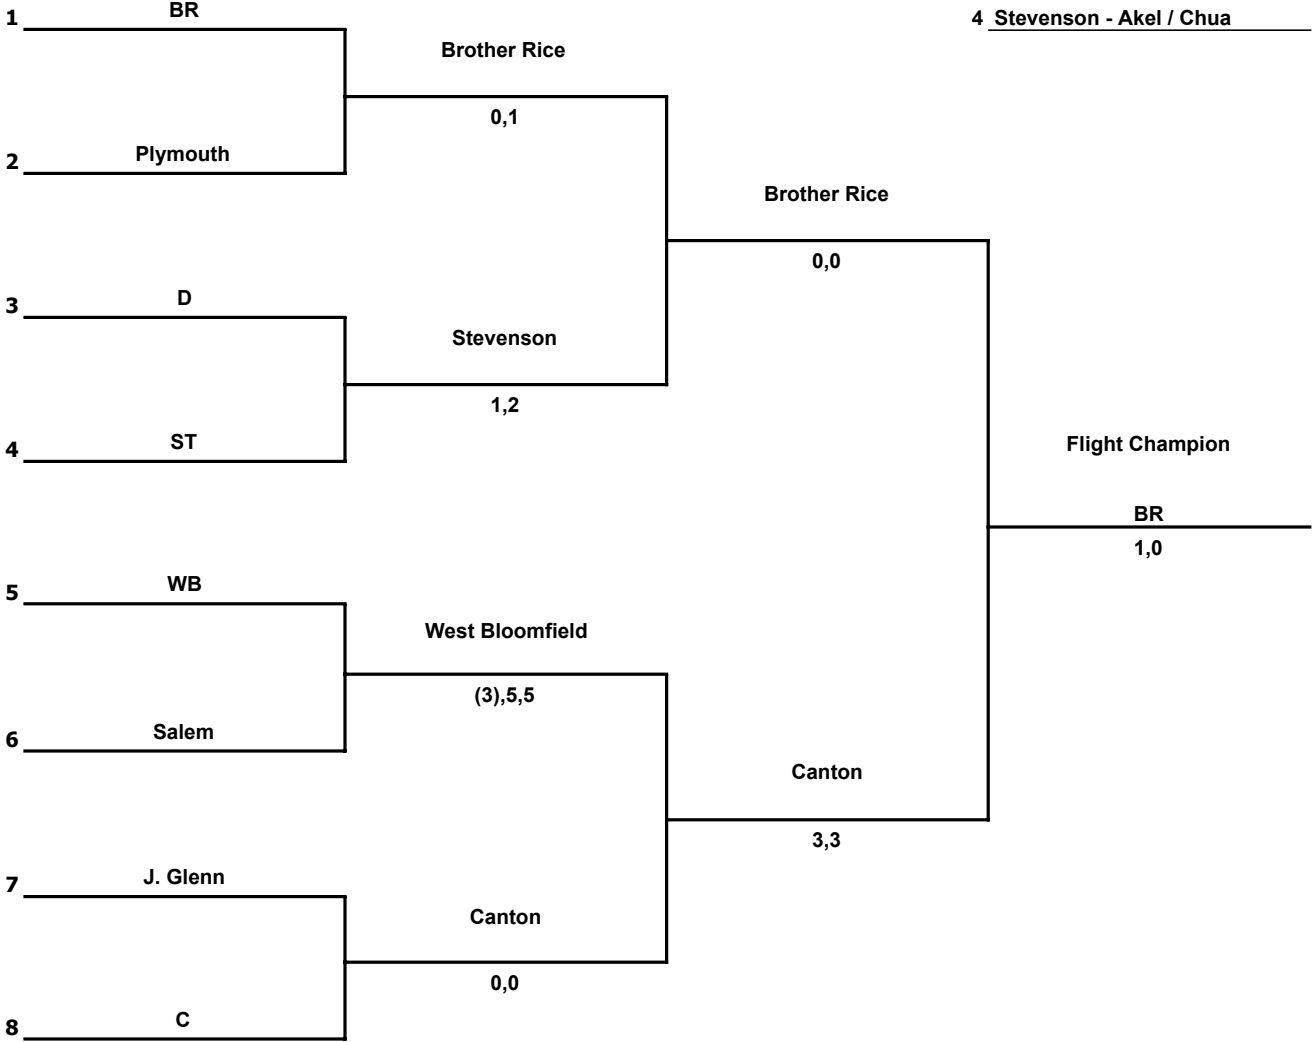 1 BR
4 Stevenson - Akel / Chua
Brother Rice
0,1
2 Plymouth
Brother Rice
0,0
3 D
Stevenson
1,2
4 ST
Flight Champion
BR
1,0
5 WB
West Bloomfield
(3),5,5
6 Salem
Canton
3,3
7 J. Glenn
Canton
0,0
8 C